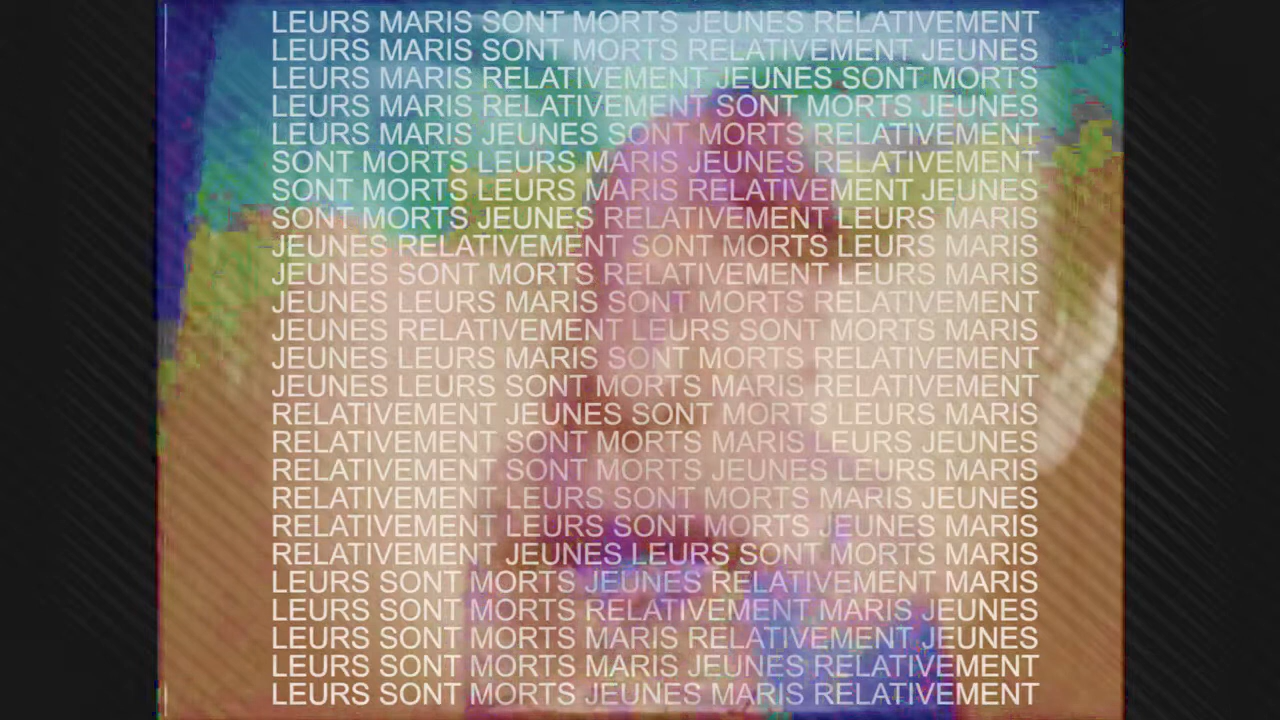 LEURS MARIS SONT MORTS JEUNES RELATIVEMENT
LEURS MARIS SONT MORTS RELATIVEMENT JEUNES
LEURS MARIS RELATIVEMENT JEUNES SONT MORTS
LEURS MARIS RELATIVEMENT SONT MORTS JEUNES
LEURS MARIS JEUNES SONT MORTS RELATIVEMENT
SONT MORTS LEURS MARIS JEUNES RELATIVEMENT
SONT MORTS LEURS MARIS RELATIVEMENT JEUNES
SONT MORTS JEUNES RELATIVEMENT LEURS MARIS
JEUNES RELATIVEMENT SONT MORTS LEURS MARIS
JEUNES SONT MORTS RELATIVEMENT LEURS MARIS
JEUNES LEURS MARIS SONT MORTS RELATIVEMENT
JEUNES RELATIVEMENT LEURS SONT MORTS MARIS
JEUNES LEURS MARIS SONT MORTS RELATIVEMENT
JEUNES LEURS SONT MORTS MARIS RELATIVEMENT
RELATIVEMENT JEUNES SONT MORTS LEURS MARIS
RELATIVEMENT SONT MORTS MARIS LEURS JEUNES
RELATIVEMENT SONT MORTS JEUNES LEURS MARIS
RELATIVEMENT LEURS SONT MORTS MARIS JEUNES
RELATIVEMENT LEURS SONT MORTS JEUNES MARIS
RELATIVEMENT JEUNES LEURS SONT MORTS MARIS
LEURS SONT MORTS JEUNES RELATIVEMENT MARIS
LEURS SONT MORTS RELATIVEMENT MARIS JEUNES
LEURS SONT MORTS MARIS RELATIVEMENT JEUNES
LEURS SONT MORTS MARIS JEUNES RELATIVEMENT
LEURS SONT MORTS JEUNES MARIS RELATIVEMENT